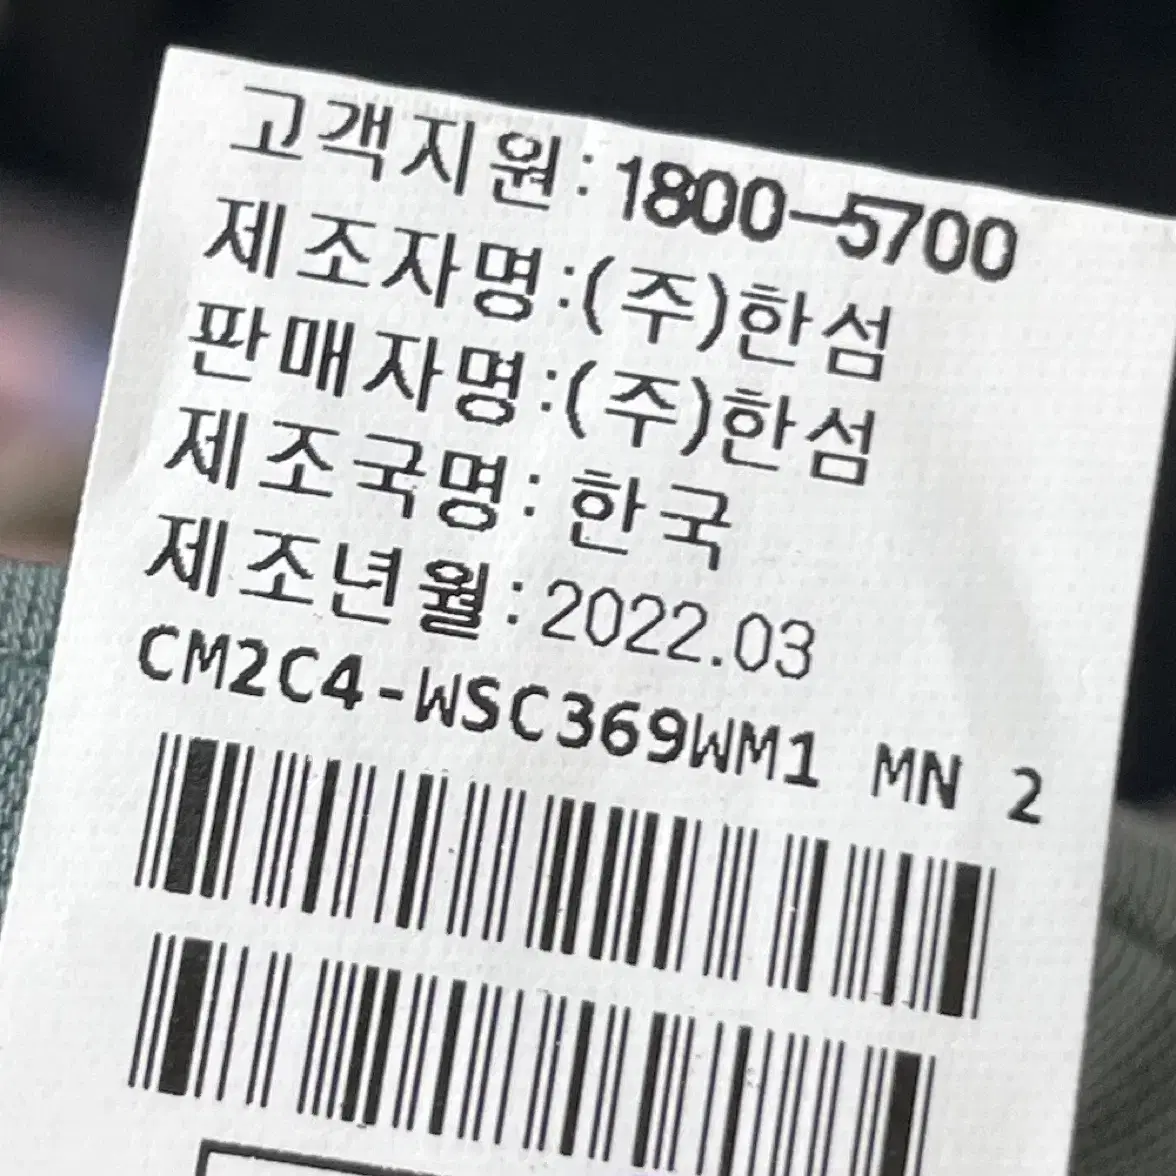 고객지원:1800-5700
제조자명:(주)한섬
판매자명:(주)한섬
제조국명:한국
제조년월:2022.03
CM2C4-WSC369WM1 MN 2